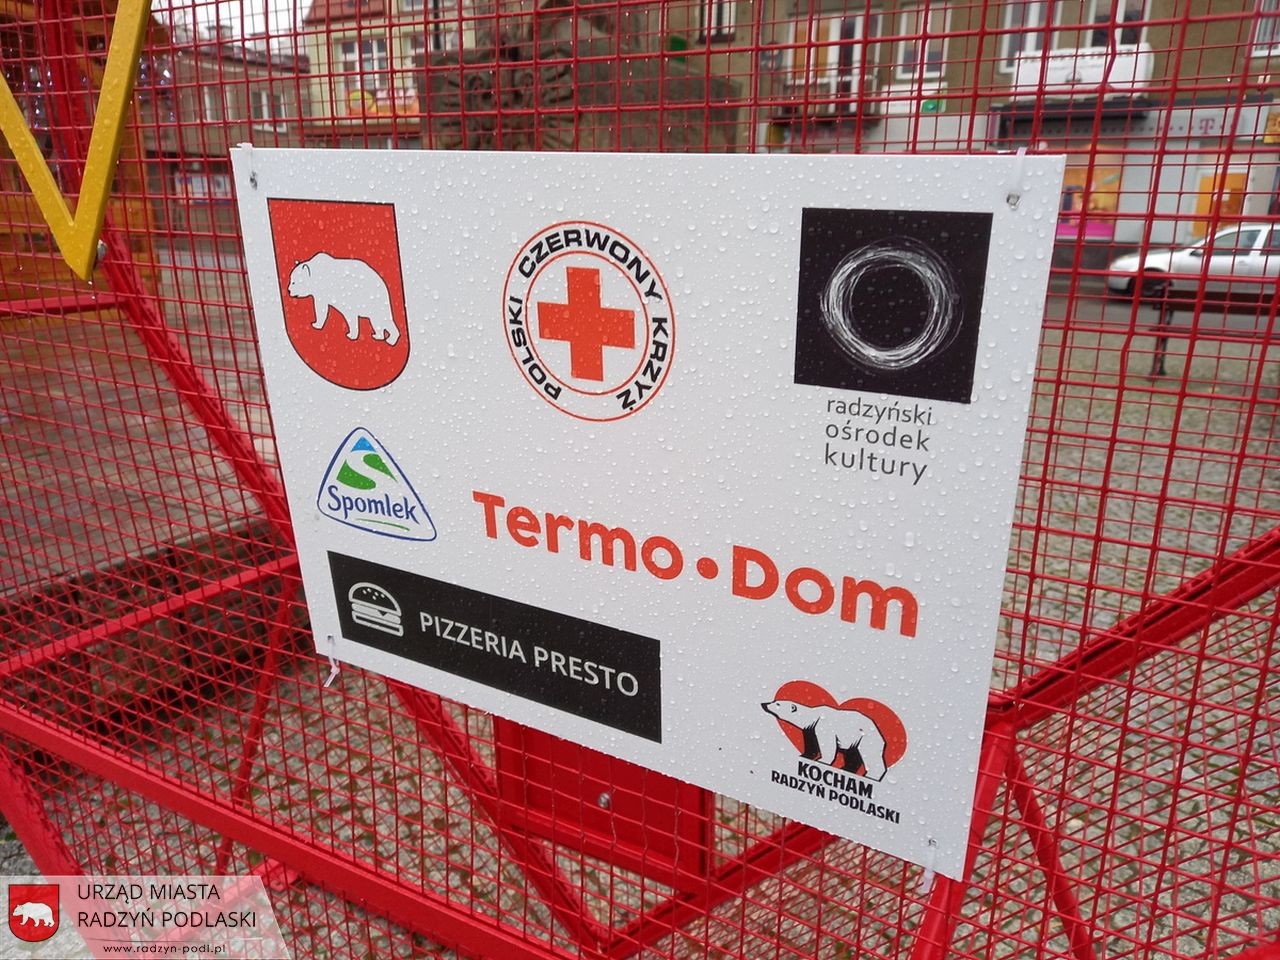 POLSKI CZERWONY KRZYŻ
radzyński
ośrodek
kultury
Spomlek
Termo•Dom
PIZZERIA PRESTO
KOCHAM
RADZYŃ PODLASKI
T
URZĄD MIASTA
RADZYŃ PODLASKI
www.radzyn-podl.pl